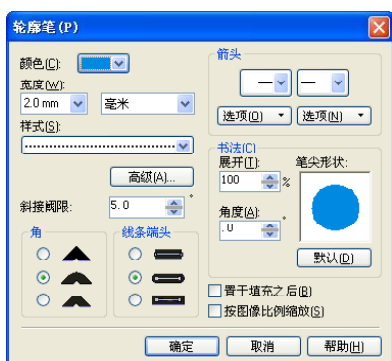 轮廓笔(P)
颜色(C):
宽度(W):
2.0 mm
毫米
样式(S):
高级(A)...
斜接阈限:
5.0
°
角
线条端头
箭头
选项(O)
选项(N)
书法(C)
展开(T):
笔尖形状:
100
%
角度(A):
.0
°
默认(D)
置于填充之后(B)
按图像比例缩放(S)
确定
取消
帮助(H)